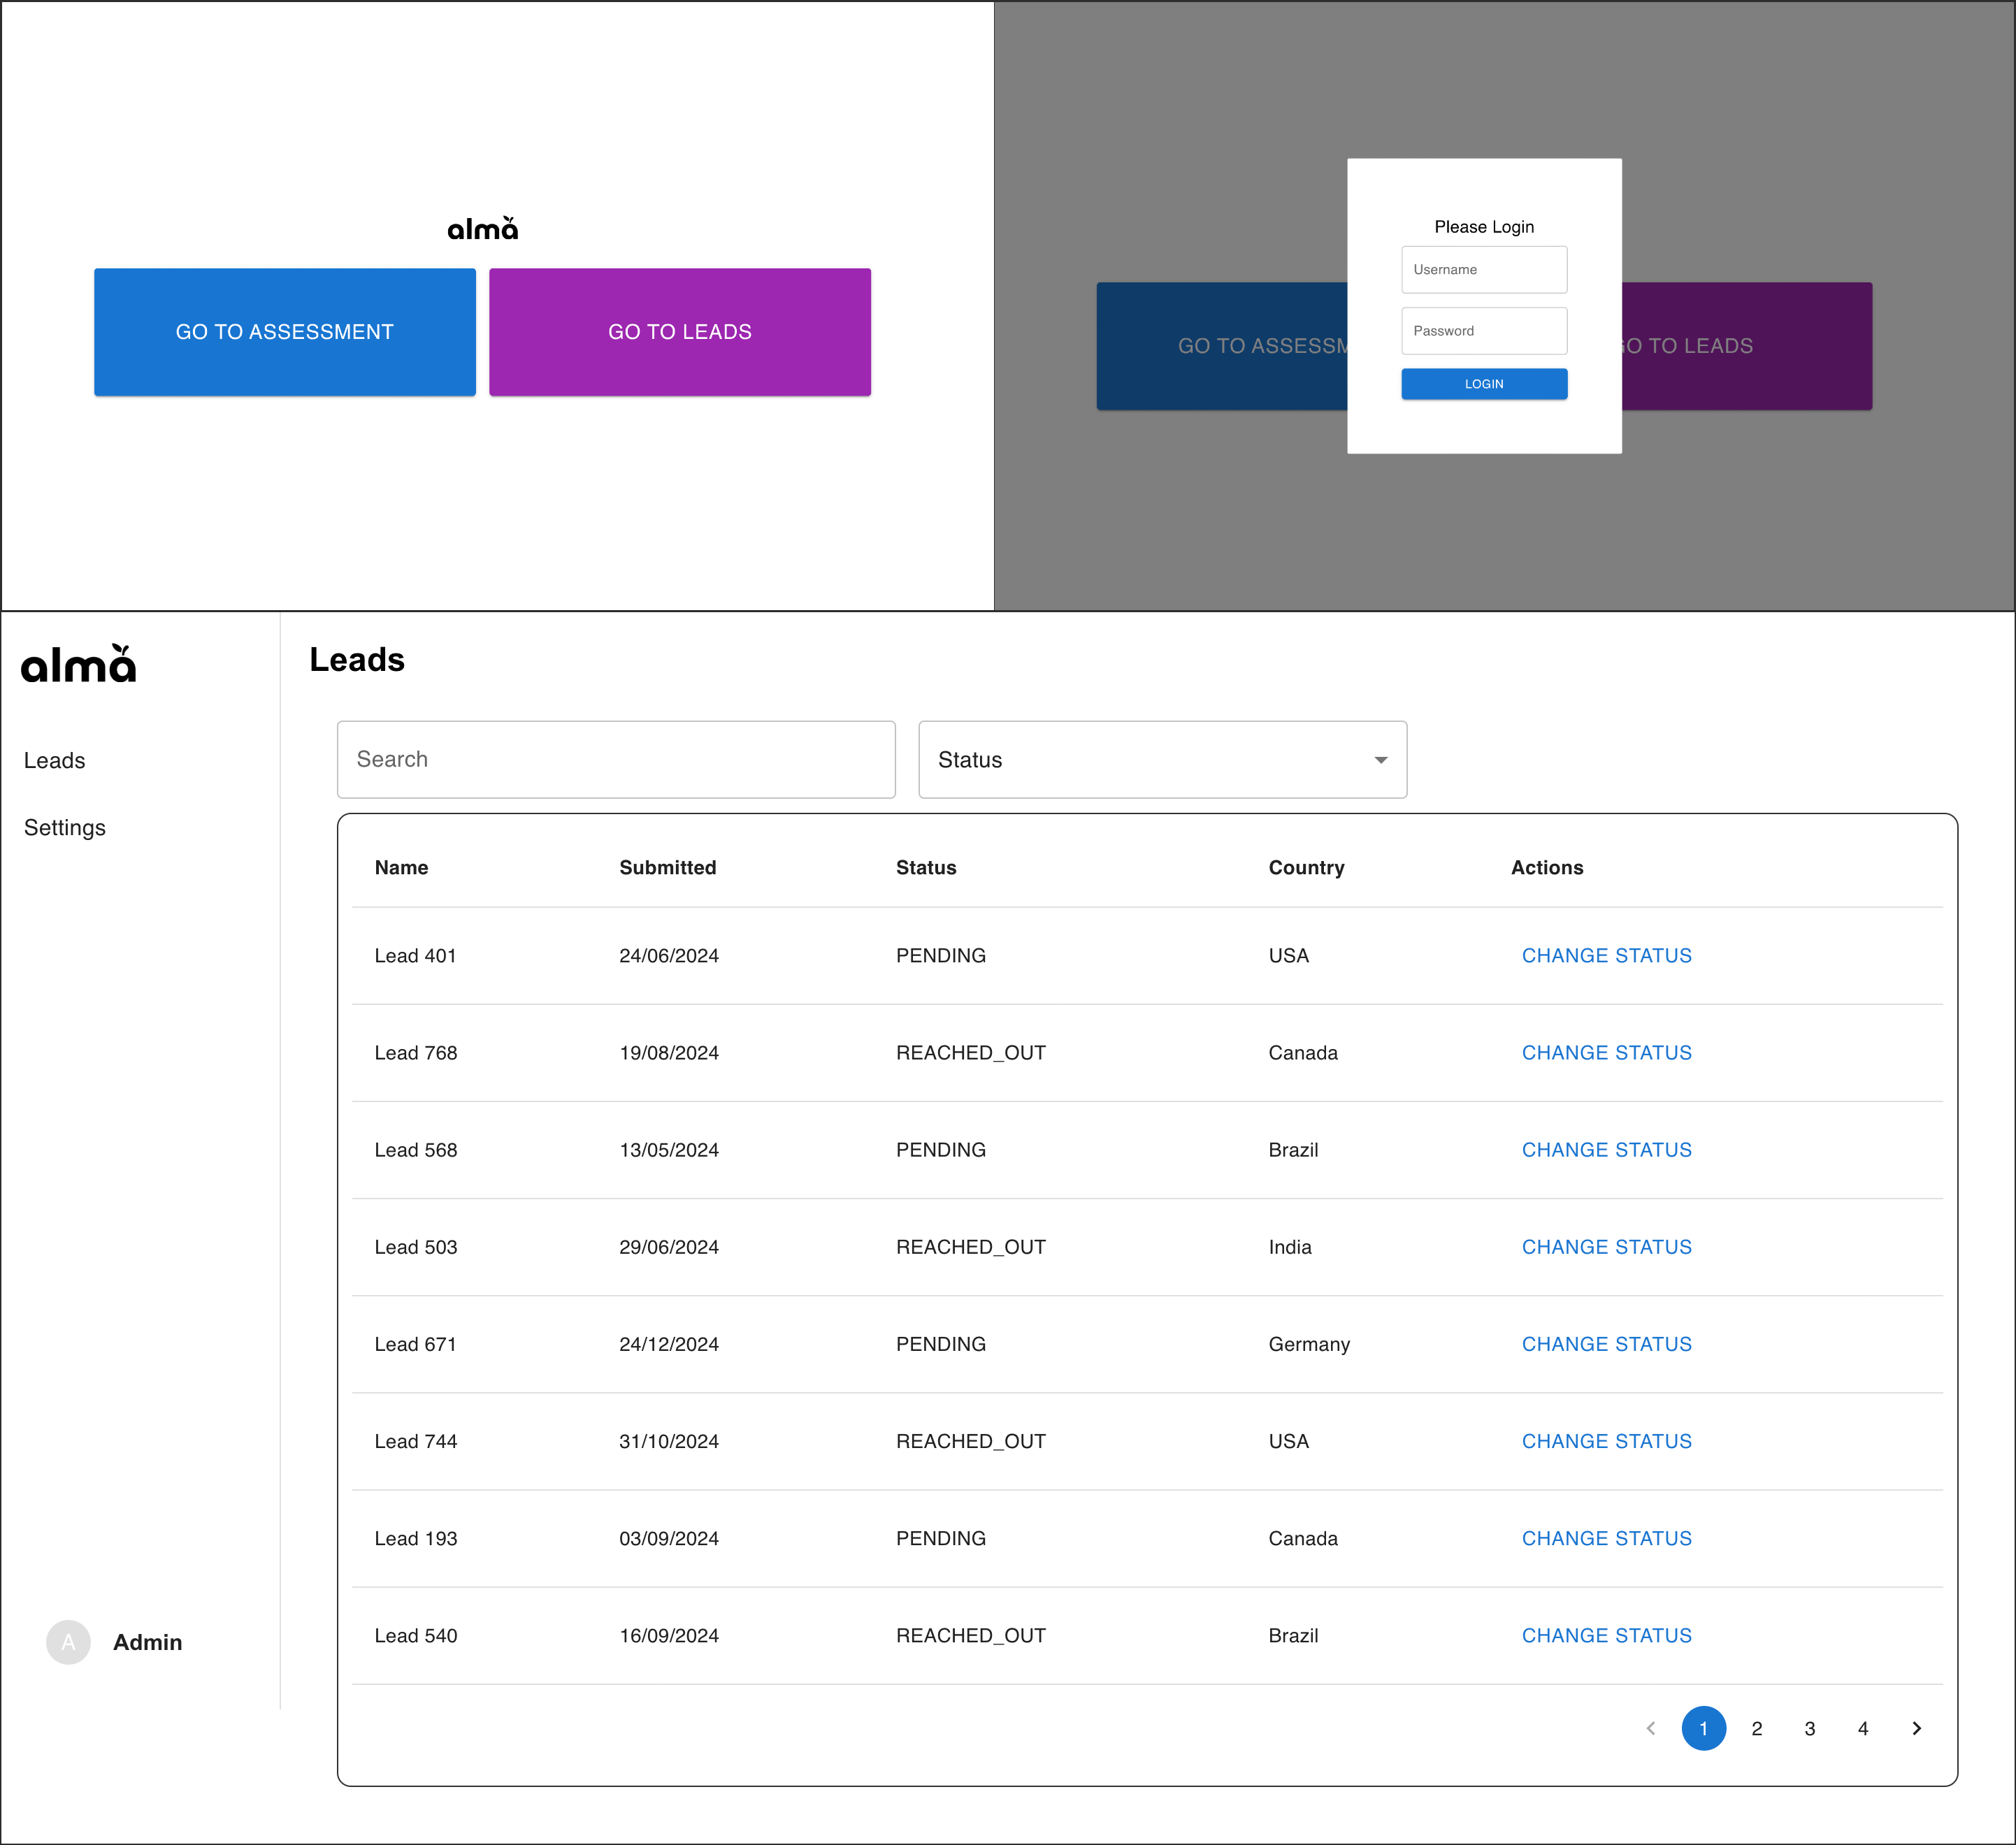 almā
GO TO ASSESSMENT
GO TO LEADS
Please Login
Username
Password
LOGIN
GO TO ASSESSM
GO TO LEADS
alma
Leads
Settings
A Admin
Leads
Search
Status
Name Submitted Status Country Actions
Lead 401 24/06/2024 PENDING USA CHANGE STATUS
Lead 768 19/08/2024 REACHED_OUT Canada CHANGE STATUS
Lead 568 13/05/2024 PENDING Brazil CHANGE STATUS
Lead 503 29/06/2024 REACHED_OUT India CHANGE STATUS
Lead 671 24/12/2024 PENDING Germany CHANGE STATUS
Lead 744 31/10/2024 REACHED_OUT USA CHANGE STATUS
Lead 193 03/09/2024 PENDING Canada CHANGE STATUS
Lead 540 16/09/2024 REACHED_OUT Brazil CHANGE STATUS
1 2 3 4